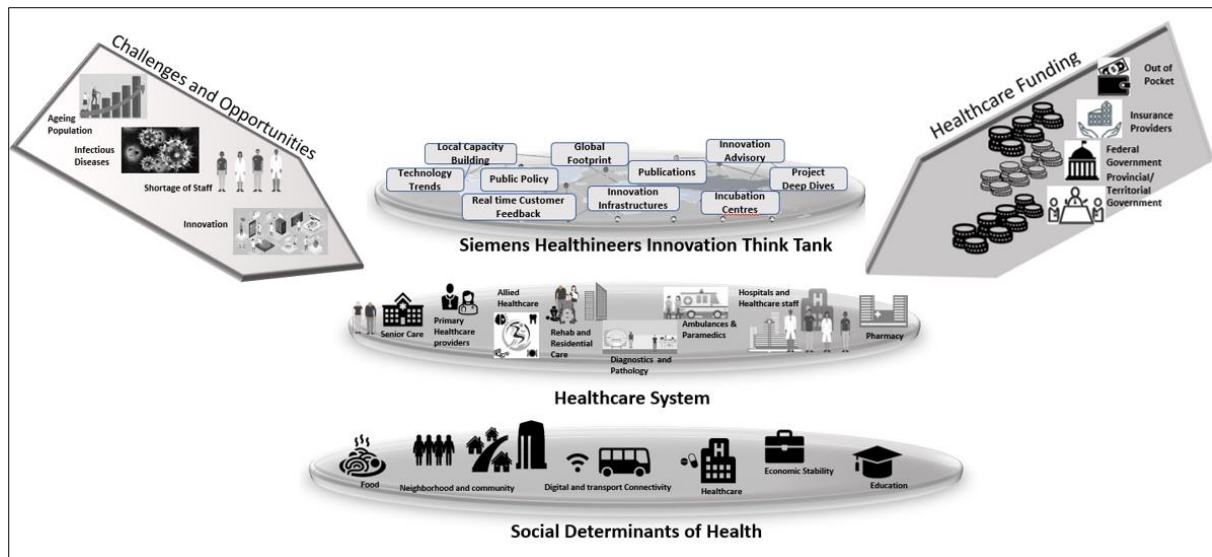 Challenges and Opportunities
Ageing
Population
Infectious
Diseases
Shortage of Staff
Innovation
Healthcare Funding
Out of
Pocket
Insurance
Providers
Federal
Government
Provincial/
Territorial
Government
Local Capacity
Building
Global
Footprint
Innovation
Advisory
Technology
Trends
Public Policy
Publications
Project
Deep Dives
Real time Customer
Feedback
Innovation
Infrastructures
Incubation
Centres
Siemens Healthineers Innovation Think Tank
Senior Care
Primary
Healthcare
providers
Allied
Healthcare
Rehab and
Residential
Care
Diagnostics and
Pathology
Ambulances &
Paramedics
Hospitals and
Healthcare staff
H
Pharmacy
Healthcare System
Food
Neighborhood and community
Digital and transport Connectivity
H
Healthcare
Economic Stability
Education
Social Determinants of Health